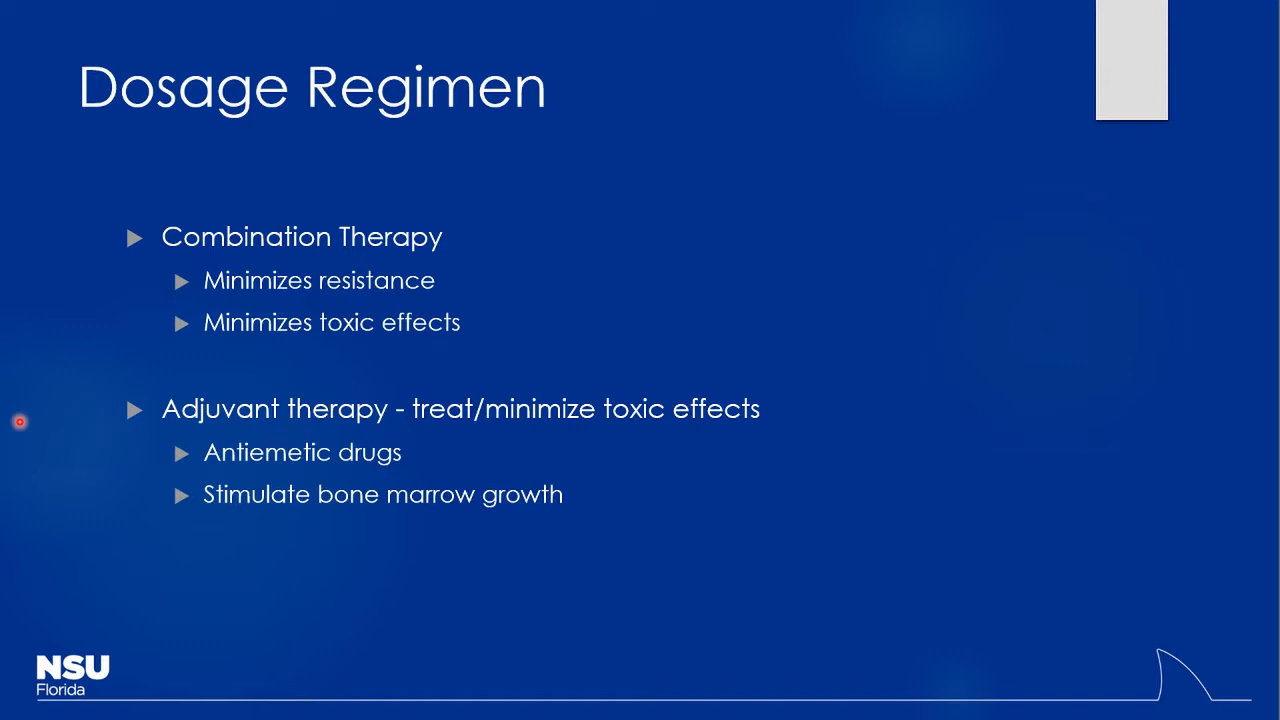 Dosage Regimen
Combination Therapy
Minimizes resistance
Minimizes toxic effects
Adjuvant therapy - treat/minimize toxic effects
Antiemetic drugs
Stimulate bone marrow growth
NSU
Florida